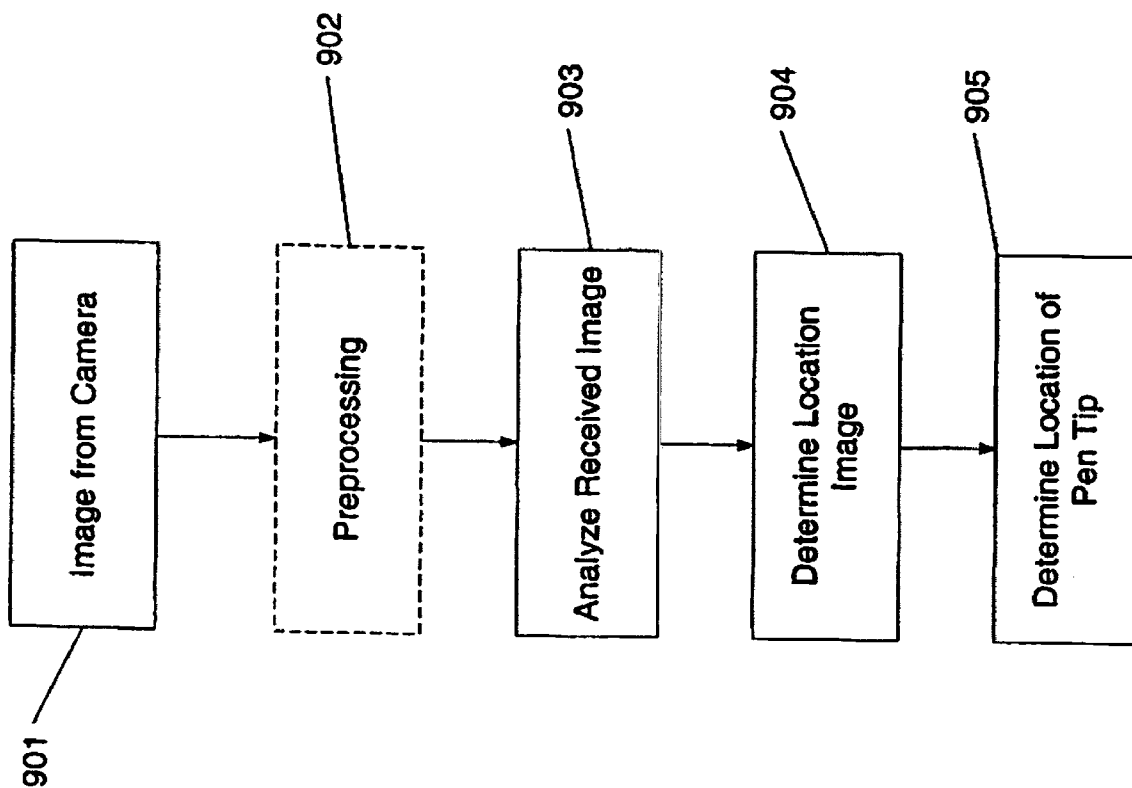 901
Image from Camera
902
Preprocessing
903
Analyze Received Image
904
Determine Location
Image
905
Determine Location of
Pen Tip